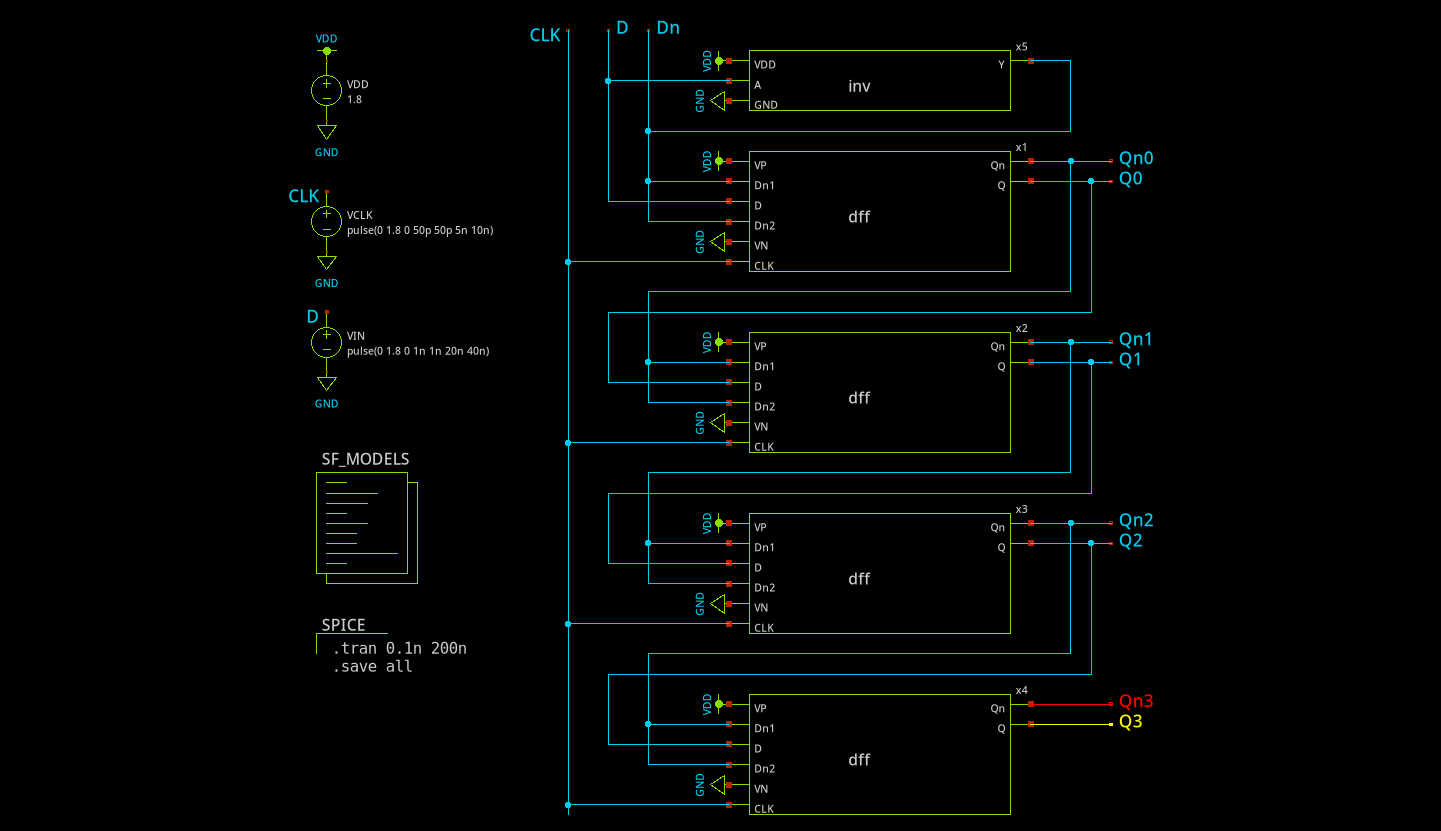 VDD
VDD
1.8
GND
CLK
VCLK
pulse(0 1.8 0 50p 50p 5n 10n)
GND
D
VIN
pulse(0 1.8 0 1n 1n 20n 40n)
GND
SF_MODELS
SPICE
.tran 0.1n 200n
.save all
CLK D Dn
x5
VDD VDD Y
A inv
GND GND
x1
VDD VP Qn Qn0
Dn1 Q Q0
D dff
Dn2
GND VN
CLK
x2
VDD VP Qn Qn1
Dn1 Q Q1
D dff
Dn2
GND VN
CLK
x3
VDD VP Qn Qn2
Dn1 Q Q2
D dff
Dn2
GND VN
CLK
x4
VDD VP Qn Qn3
Dn1 Q Q3
D dff
Dn2
GND VN
CLK